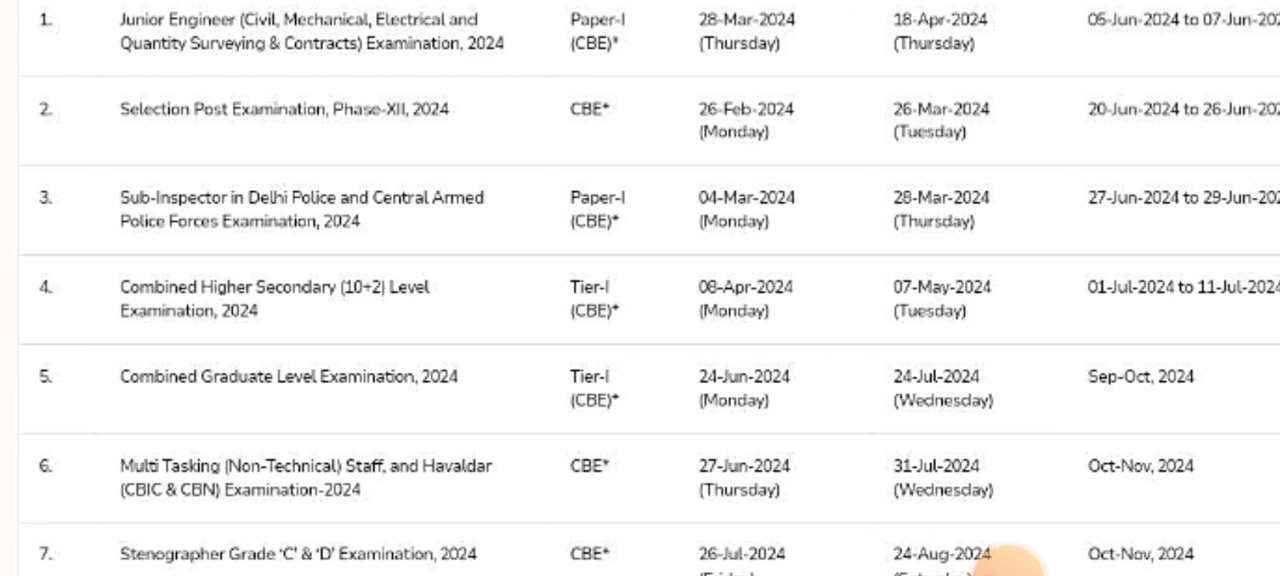 1. Junior Engineer (Civil, Mechanical, Electrical and Paper-I 28-Mar-2024 18-Apr-2024 05-Jun-2024 to 07-Jun-202
Quantity Surveying & Contracts) Examination, 2024 (CBE)* (Thursday) (Thursday)
2. Selection Post Examination, Phase-XII, 2024 CBE* 26-Feb-2024 26-Mar-2024 20-Jun-2024 to 26-Jun-202
(Monday) (Tuesday)
3. Sub-Inspector in Delhi Police and Central Armed Paper-I 04-Mar-2024 28-Mar-2024 27-Jun-2024 to 29-Jun-202
Police Forces Examination, 2024 (CBE)* (Monday) (Thursday)
4. Combined Higher Secondary (10+2) Level Tier-I 08-Apr-2024 07-May-2024 01-Jul-2024 to 11-Jul-2024
Examination, 2024 (CBE)* (Monday) (Tuesday)
5. Combined Graduate Level Examination, 2024 Tier-I 24-Jun-2024 24-Jul-2024 Sep-Oct, 2024
(CBE)* (Monday) (Wednesday)
6. Multi Tasking (Non-Technical) Staff, and Havaldar CBE* 27-Jun-2024 31-Jul-2024 Oct-Nov, 2024
(CBIC & CBN) Examination-2024 (Thursday) (Wednesday)
7. Stenographer Grade ‘C’ & ‘D’ Examination, 2024 CBE* 26-Jul-2024 24-Aug-2024 Oct-Nov, 2024